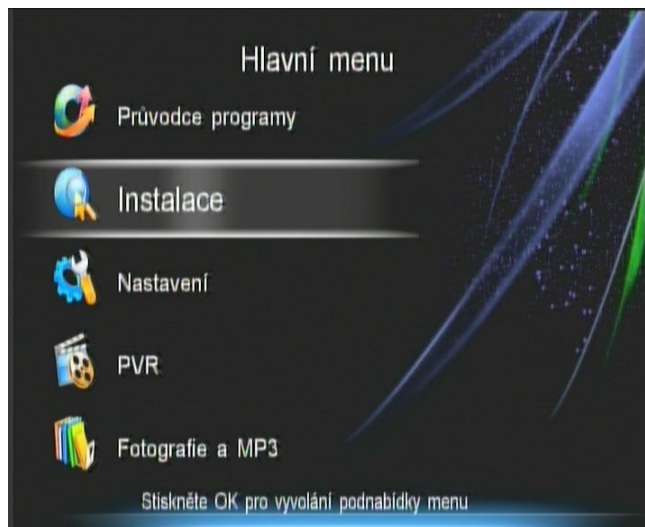 Hlavní menu
Průvodce programy
Instalace
Nastavení
PVR
Fotografie a MP3
Stiskněte OK pro vyvolání podnabídky menu